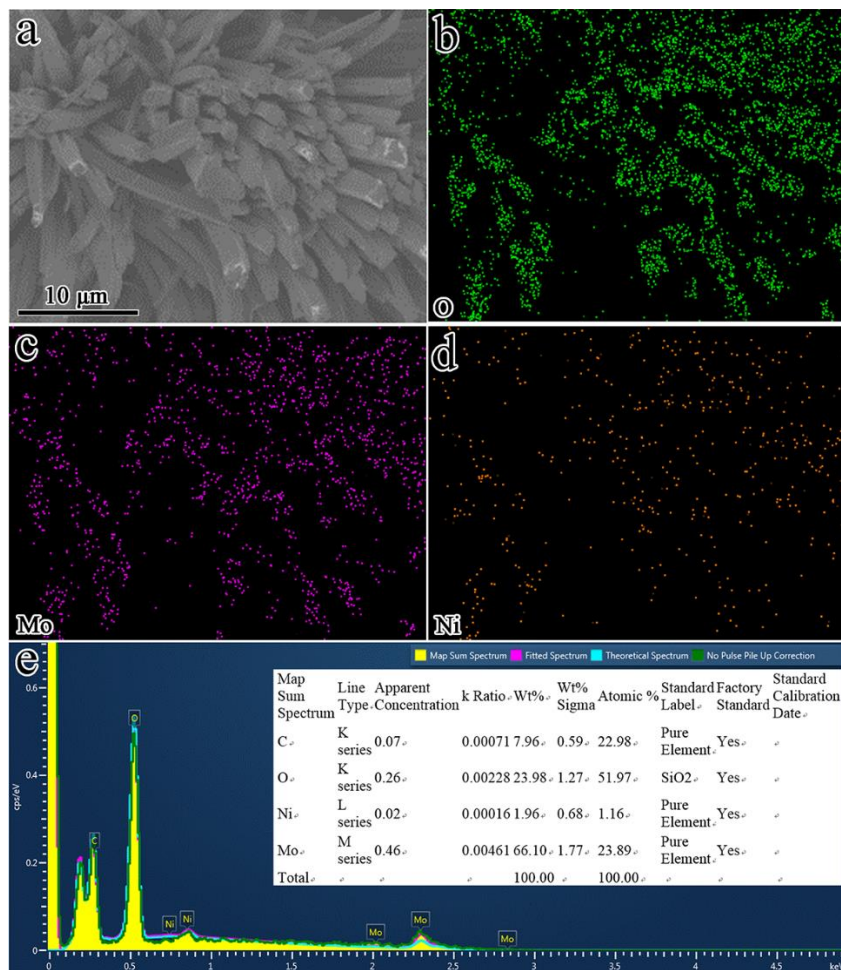 a
10 μm
b
O
c
Mo
d
Ni
e
Map Sum Spectrum Fitted Spectrum Theoretical Spectrum No Pulse Pile Up Correction
Map Sum Spectrum Line Type Apparent Concentration k Ratio Wt% Wt% Sigma Atomic % Standard Label Factory Standard Standard Calibration Date
C K series 0.07 0.00071 7.96 0.59 22.98 Pure Element Yes
O K series 0.26 0.00228 23.98 1.27 51.97 SiO2 Yes
Ni L series 0.02 0.00016 1.96 0.68 1.16 Pure Element Yes
Mo M series 0.46 0.00461 66.10 1.77 23.89 Pure Element Yes
Total 100.00 100.00
cps/eV
0.6
0.4
0.2
0
O
C
Ni
Ni
Mo
Mo
Mo
0 0.5 1 1.5 2 2.5 3 3.5 4 4.5 keV